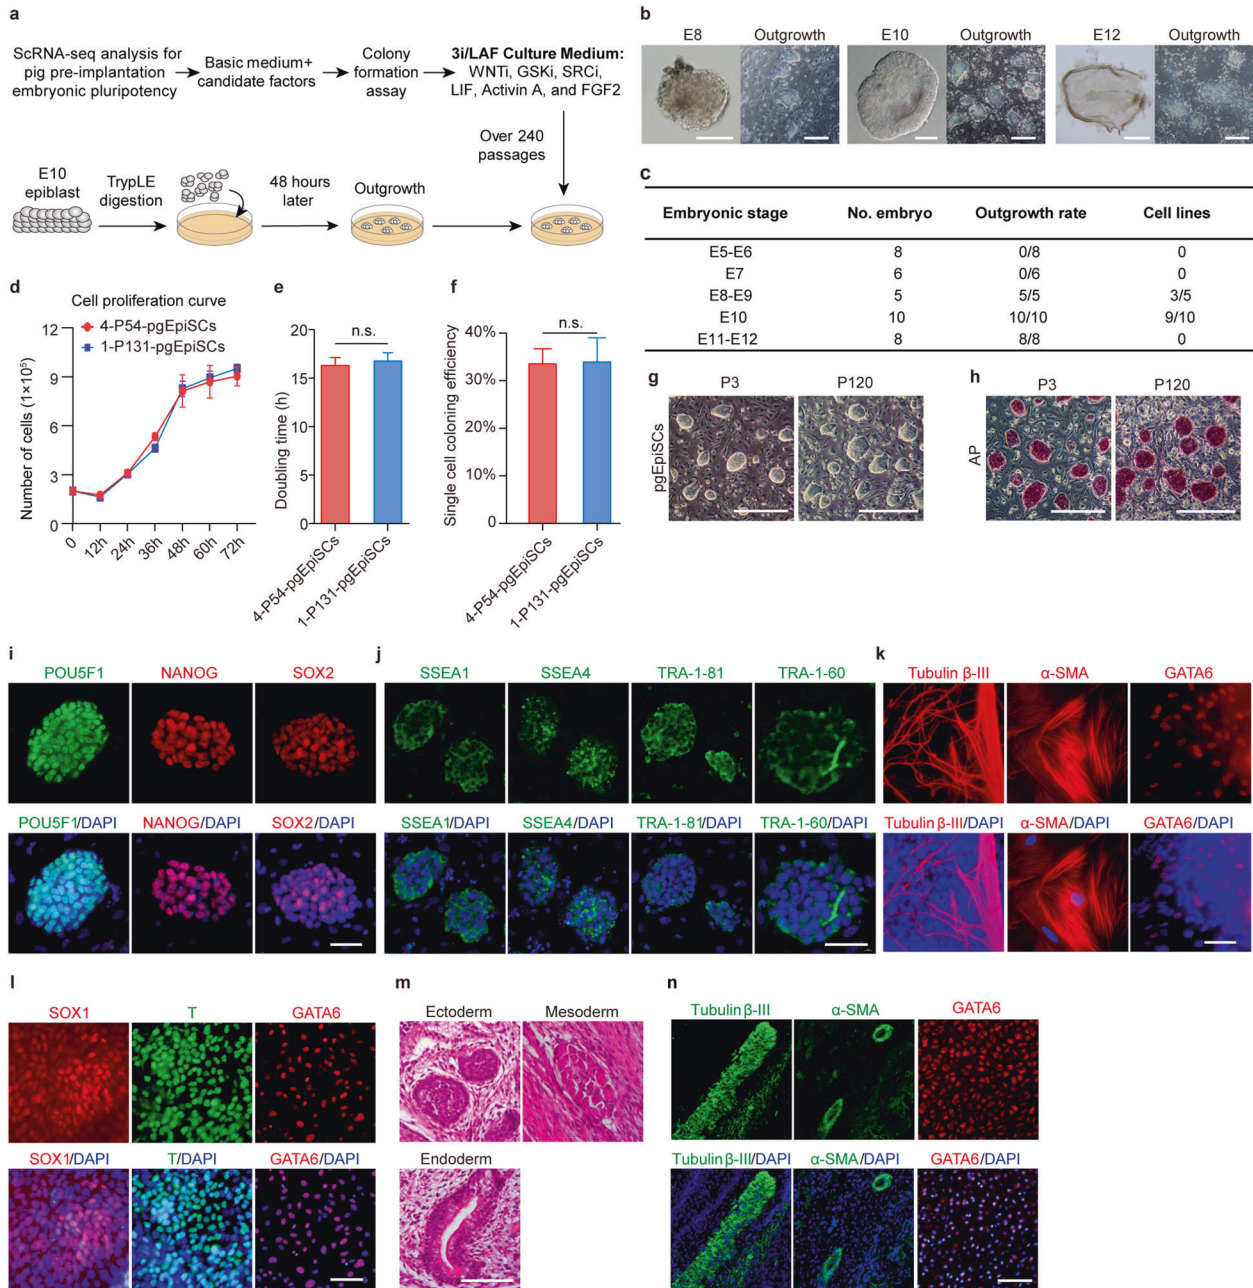 a
ScRNA-seq analysis for
pig pre-implantation
embryonic pluripotency
Basic medium+
candidate factors
Colony
formation
assay
3i/LAF Culture Medium:
WNTi, GSKi, SRCi,
LIF, Activin A, and FGF2
Over 240
passages
E10
epiblast
TrypLE
digestion
48 hours
later
Outgrowth
b
E8 Outgrowth E10 Outgrowth E12 Outgrowth
c
Embryonic stage No. embryo Outgrowth rate Cell lines
E5-E6 8 0/8 0
E7 6 0/6 0
E8-E9 5 5/5 3/5
E10 10 10/10 9/10
E11-E12 8 8/8 0
d
Cell proliferation curve
4-P54-pgEpiSCs
1-P131-pgEpiSCs
Number of cells (1×10⁵)
12
9
6
3
0
0 12h 24h 36h 48h 60h 72h
e
n.s.
Doubling time (h)
20
15
10
5
0
4-P54-pgEpiSCs
1-P131-pgEpiSCs
f
n.s.
Single cell coloning efficiency
40%
30%
20%
10%
0
4-P54-pgEpiSCs
1-P131-pgEpiSCs
g
P3 P120
pgEpiSCs
h
P3 P120
AP
i
POU5F1 NANOG SOX2
POU5F1/DAPI NANOG/DAPI SOX2/DAPI
j
SSEA1 SSEA4 TRA-1-81 TRA-1-60
SSEA1/DAPI SSEA4/DAPI TRA-1-81/DAPI TRA-1-60/DAPI
k
Tubulin β-III α-SMA GATA6
Tubulin β-III/DAPI α-SMA/DAPI GATA6/DAPI
l
SOX1 T GATA6
SOX1/DAPI T/DAPI GATA6/DAPI
m
Ectoderm Mesoderm
Endoderm
n
Tubulin β-III α-SMA GATA6
Tubulin β-III/DAPI α-SMA/DAPI GATA6/DAPI